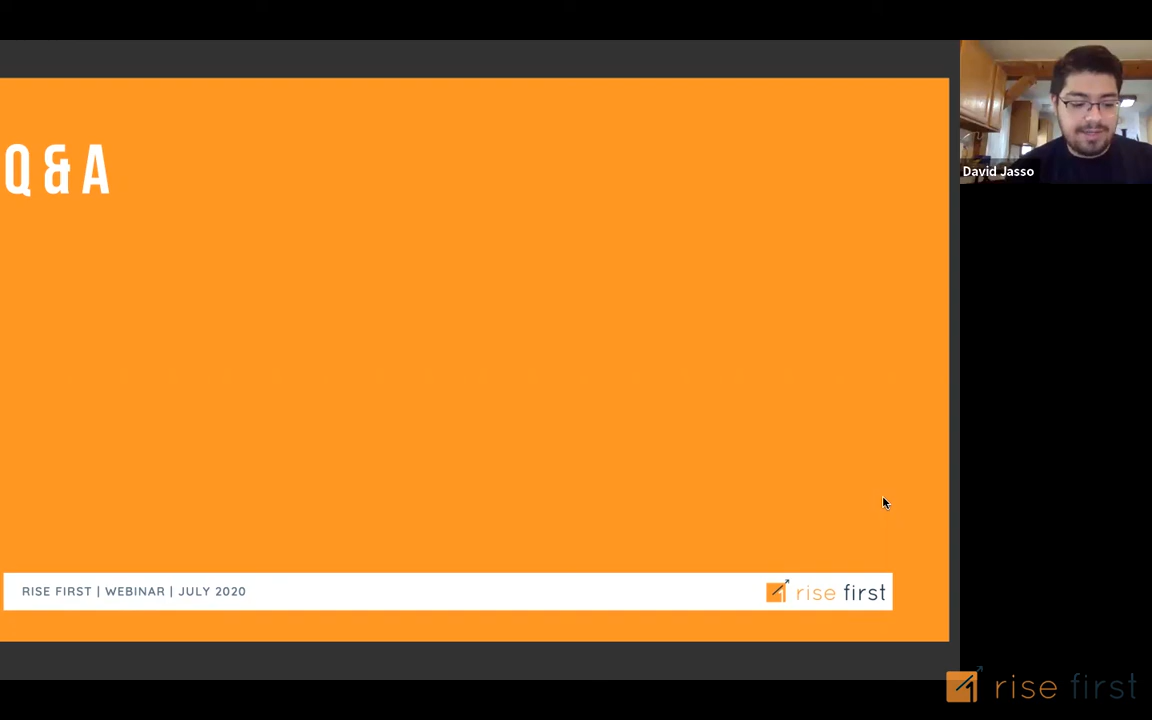 Q & A
David Jasso
RISE FIRST | WEBINAR | JULY 2020
rise first
rise first